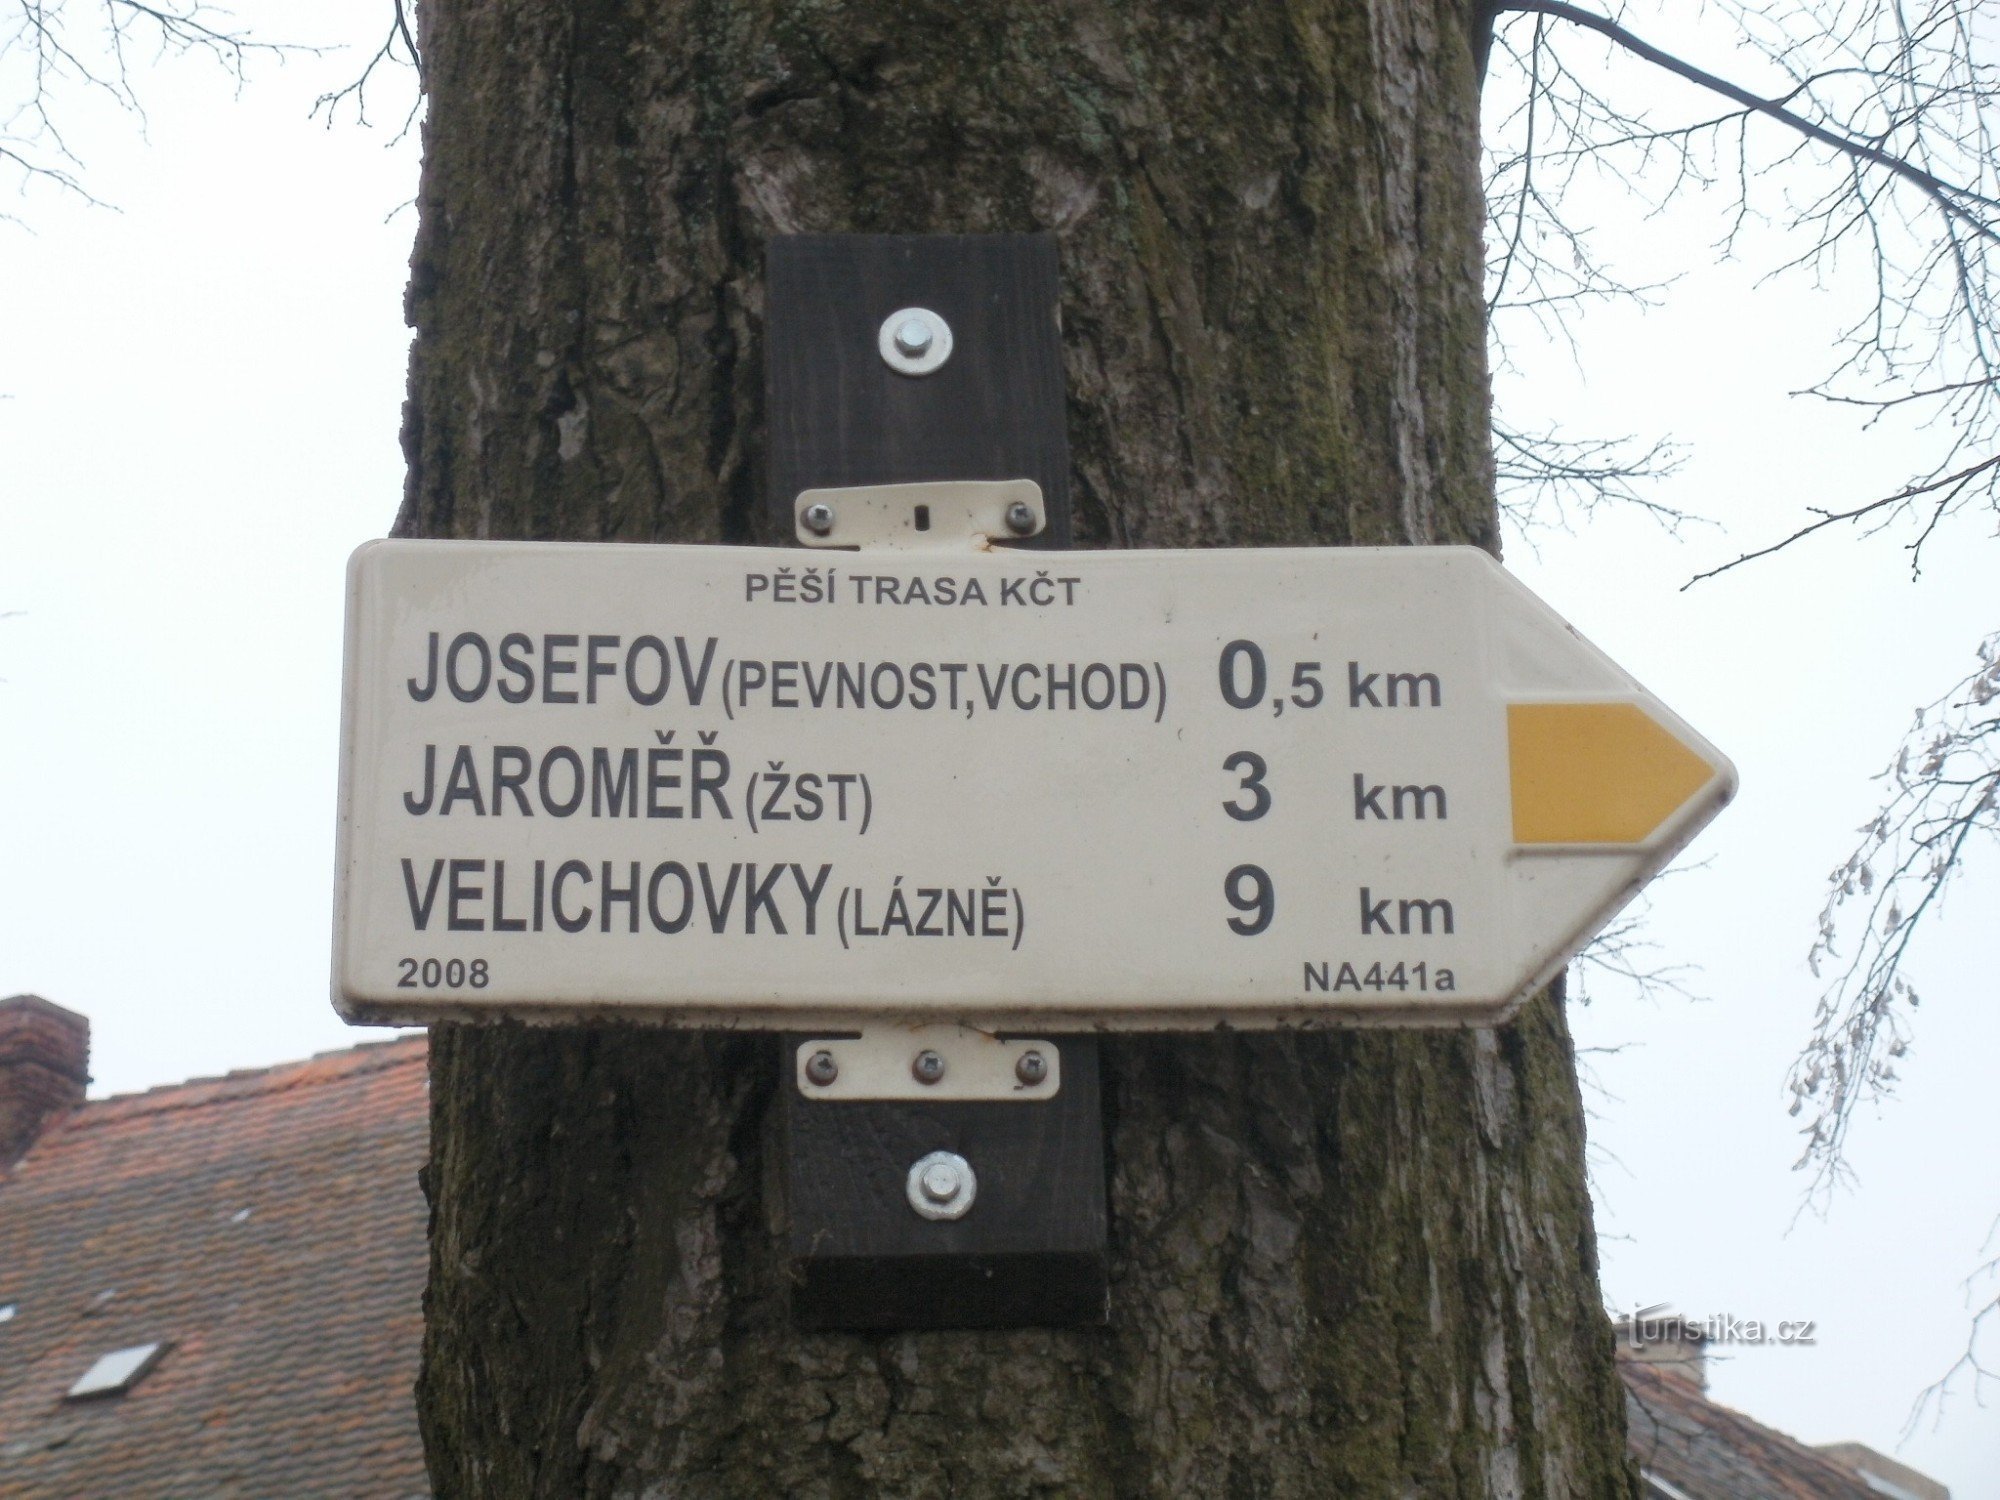 PĚŠÍ TRASA KČT
JOSEFOV (PEVNOST,VCHOD) 0,5 km
JAROMĚŘ (ŽST) 3 km
VELICHOVKY (LÁZNĚ) 9 km
2008 NA441a
Turistika.cz